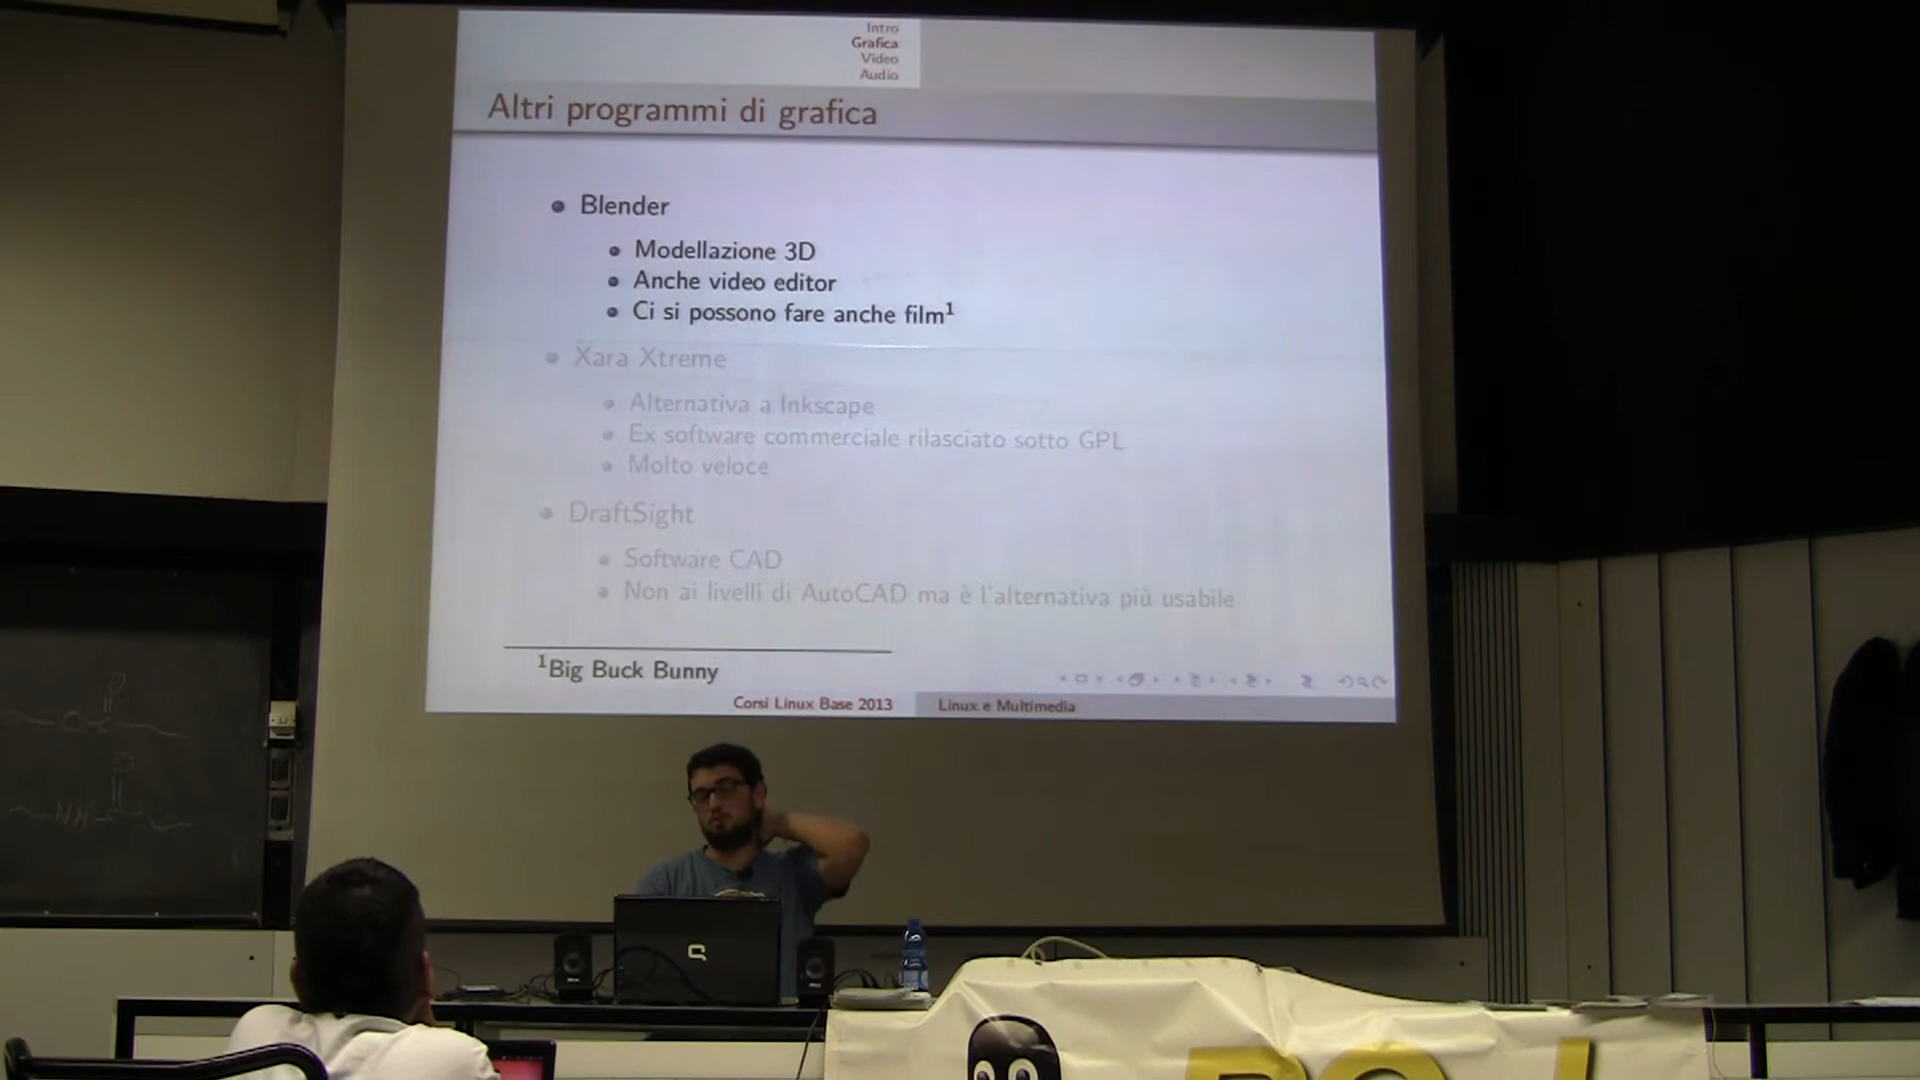 Intro
Grafica
Video
Audio
Altri programmi di grafica
Blender
Modellazione 3D
Anche video editor
Ci si possono fare anche film¹
Xara Xtreme
Alternativa a Inkscape
Ex software commerciale rilasciato sotto GPL
Molto veloce
DraftSight
Software CAD
Non ai livelli di AutoCAD ma è l'alternativa più usabile
¹Big Buck Bunny
Corsi Linux Base 2013
Linux e Multimedia
NH